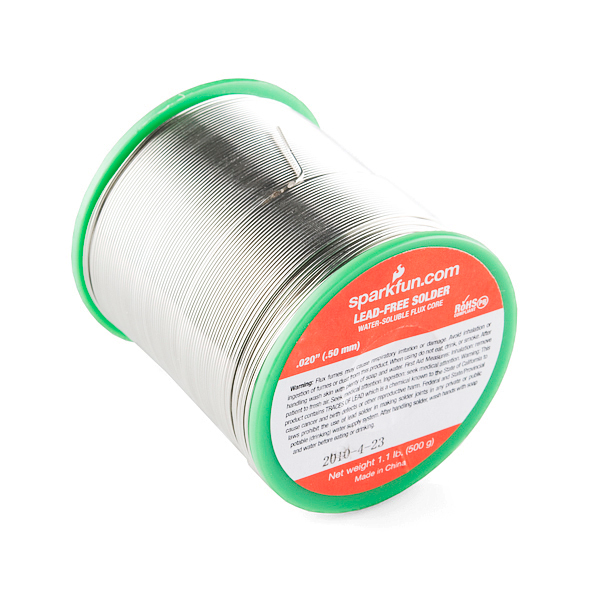 sparkfun.com
LEAD-FREE SOLDER
WATER-SOLUBLE FLUX CORE
RoHS Pb
COMPLIANT
.020" (.50 mm)
Warning: Flux fumes may cause respiratory irritation or damage. Avoid inhalation or
ingestion of fumes or dust from this product. When using do not eat, drink, or smoke. After
handling wash skin with plenty of soap and water. First Aid Measures: Inhalation remove
patient to fresh air. Seek medical attention. Ingestion: seek medical attention. Warning: This
product contains TRACES OF LEAD which is a chemical known to the State of California to
cause cancer and birth defects or other reproductive harm. Federal and State/Provincial
laws prohibit the use of lead solder in making solder joints in any private or public
potable (drinking) water supply system. After handling solder, wash hands with soap
and water before eating or drinking.
2010-4-23
Net weight 1.1 lb. (500 g)
Made in China